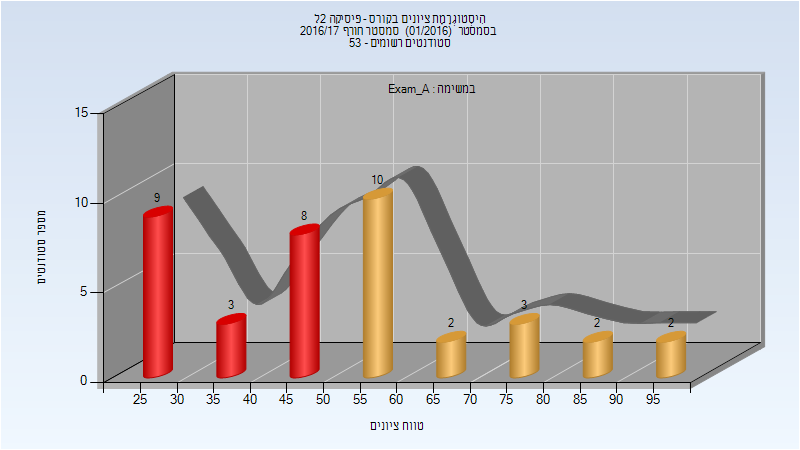 היסטוגרמת ציונים בקורס - פיסיקה 2ל
בסמסטר (01/2016) סמסטר חורף 2016/17
סטודנטים רשומים - 53
במשימה : Exam_A
מספר סטודנטים
15
10
5
0
9
3
8
10
2
3
2
2
25 30 35 40 45 50 55 60 65 70 75 80 85 90 95
טווח ציונים